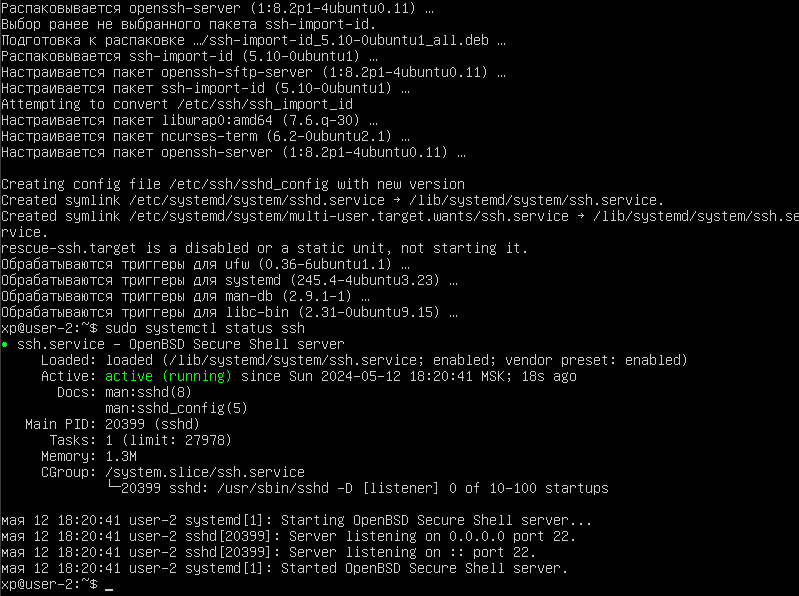 Распаковывается openssh-server (1:8.2p1-4ubuntu0.11) …
Выбор ранее не выбранного пакета ssh-import-id.
Подготовка к распаковке …/ssh-import-id_5.10-0ubuntu1_all.deb …
Распаковывается ssh-import-id (5.10-0ubuntu1) …
Настраивается пакет openssh-sftp-server (1:8.2p1-4ubuntu0.11) …
Настраивается пакет ssh-import-id (5.10-0ubuntu1) …
Attempting to convert /etc/ssh/ssh_import_id
Настраивается пакет libwrap0:amd64 (7.6.q-30) …
Настраивается пакет ncurses-term (6.2-0ubuntu2.1) …
Настраивается пакет openssh-server (1:8.2p1-4ubuntu0.11) …
Creating config file /etc/ssh/sshd_config with new version
Created symlink /etc/systemd/system/sshd.service → /lib/systemd/system/ssh.service.
Created symlink /etc/systemd/system/multi-user.target.wants/ssh.service → /lib/systemd/system/ssh.se
rvice.
rescue-ssh.target is a disabled or a static unit, not starting it.
Обрабатываются триггеры для ufw (0.36-6ubuntu1.1) …
Обрабатываются триггеры для systemd (245.4-4ubuntu3.23) …
Обрабатываются триггеры для man-db (2.9.1-1) …
Обрабатываются триггеры для libc-bin (2.31-0ubuntu9.15) …
xp@user-2:~$ sudo systemctl status ssh
● ssh.service - OpenBSD Secure Shell server
Loaded: loaded (/lib/systemd/system/ssh.service; enabled; vendor preset: enabled)
Active: active (running) since Sun 2024-05-12 18:20:41 MSK; 18s ago
Docs: man:sshd(8)
man:sshd_config(5)
Main PID: 20399 (sshd)
Tasks: 1 (limit: 27978)
Memory: 1.3M
CGroup: /system.slice/ssh.service
└─20399 sshd: /usr/sbin/sshd -D [listener] 0 of 10-100 startups
мая 12 18:20:41 user-2 systemd[1]: Starting OpenBSD Secure Shell server...
мая 12 18:20:41 user-2 sshd[20399]: Server listening on 0.0.0.0 port 22.
мая 12 18:20:41 user-2 sshd[20399]: Server listening on :: port 22.
мая 12 18:20:41 user-2 systemd[1]: Started OpenBSD Secure Shell server.
xp@user-2:~$ _